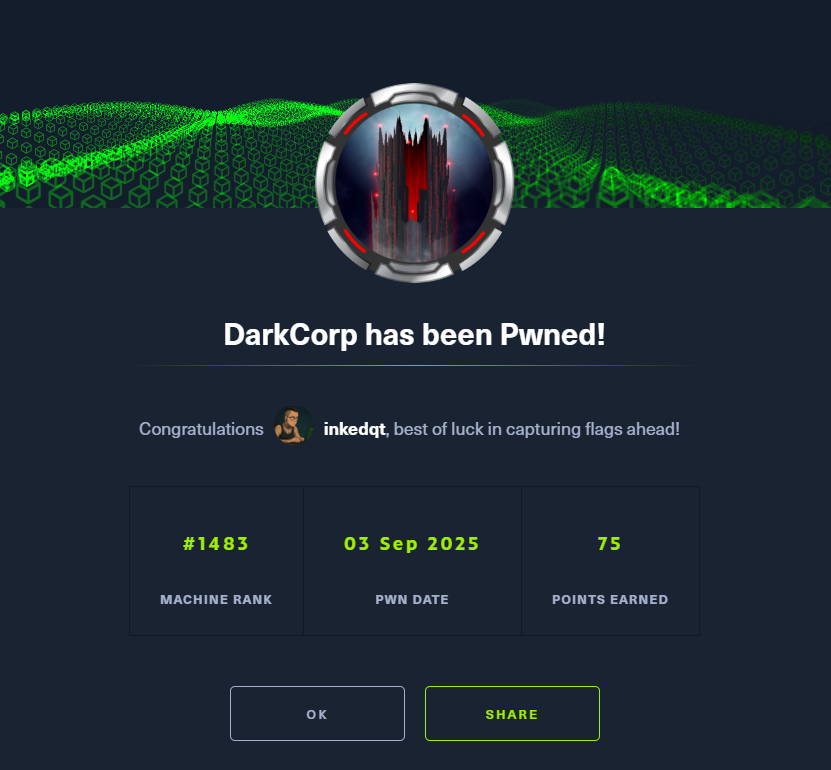 DarkCorp has been Pwned!
Congratulations inkedqt, best of luck in capturing flags ahead!
#1483 03 Sep 2025 75
MACHINE RANK PWN DATE POINTS EARNED
OK SHARE